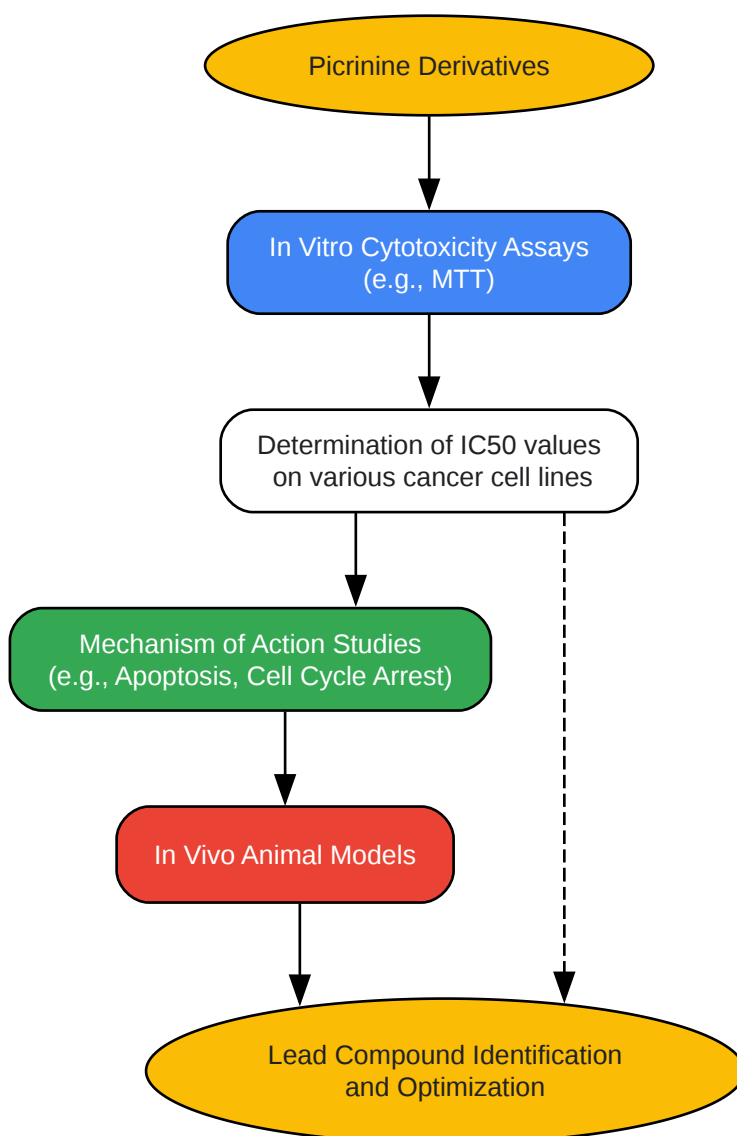 Picrinine Derivatives
In Vitro Cytotoxicity Assays
(e.g., MTT)
Determination of IC50 values
on various cancer cell lines
Mechanism of Action Studies
(e.g., Apoptosis, Cell Cycle Arrest)
In Vivo Animal Models
Lead Compound Identification
and Optimization